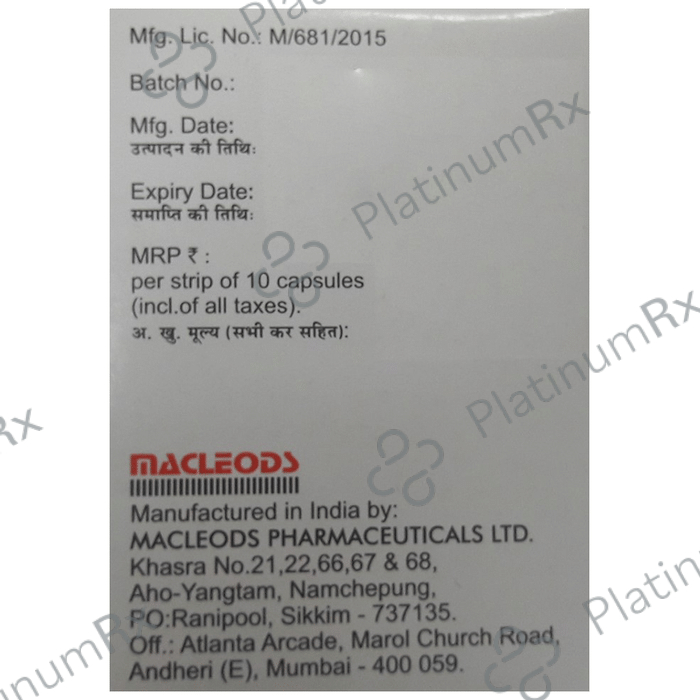 Mfg. Lic. No.: M/681/2015
Batch No.:
Mfg. Date:
उत्पादन की तिथिः
Expiry Date:
समाप्ति की तिथिः
MRP ₹ :
per strip of 10 capsules
(incl.of all taxes).
अ. खु. मूल्य (सभी कर सहित):
MACLEODS
Manufactured in India by:
MACLEODS PHARMACEUTICALS LTD.
Khasra No.21,22,66,67 & 68,
Aho-Yangtam, Namchepung,
PO:Ranipool, Sikkim - 737135.
Off.: Atlanta Arcade, Marol Church Road,
Andheri (E), Mumbai - 400 059.
PlatinumRx
PlatinumRx
PlatinumRx
PlatinumRx